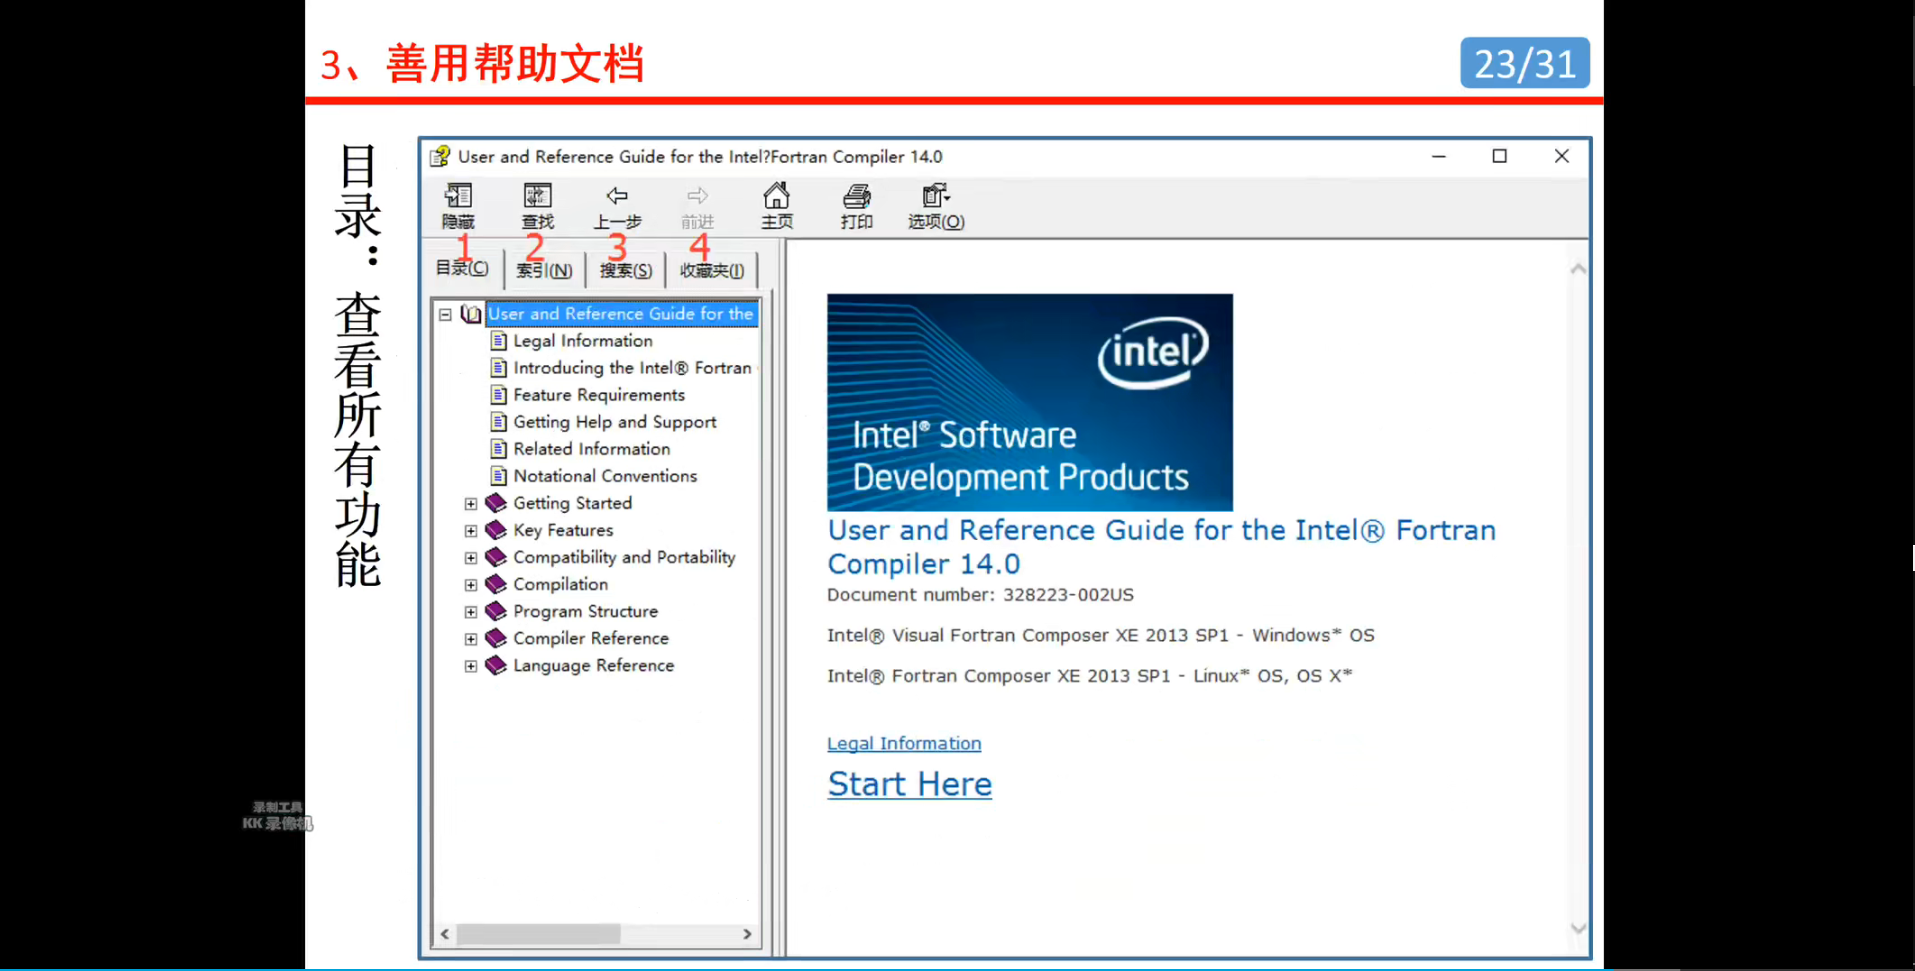 3、善用帮助文档
23/31
目录：查看所有功能
User and Reference Guide for the Intel?Fortran Compiler 14.0
隐藏 查找 上一步 前进 主页 打印 选项(O)
1 2 3 4
目录(C) 索引(N) 搜索(S) 收藏夹(I)
User and Reference Guide for the
Legal Information
Introducing the Intel® Fortran
Feature Requirements
Getting Help and Support
Related Information
Notational Conventions
Getting Started
Key Features
Compatibility and Portability
Compilation
Program Structure
Compiler Reference
Language Reference
intel
Intel® Software
Development Products
User and Reference Guide for the Intel® Fortran
Compiler 14.0
Document number: 328223-002US
Intel® Visual Fortran Composer XE 2013 SP1 - Windows* OS
Intel® Fortran Composer XE 2013 SP1 - Linux* OS, OS X*
Legal Information
Start Here
录制工具
KK 录像机